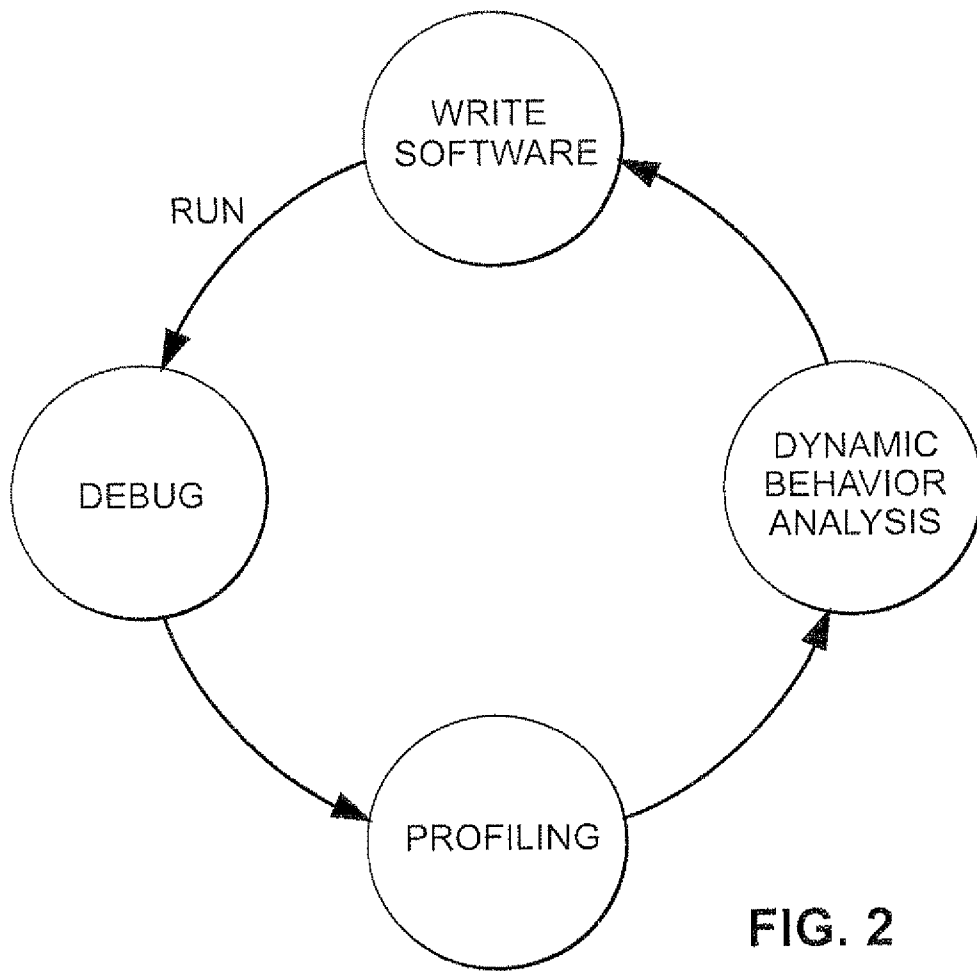 WRITE
SOFTWARE
RUN
DEBUG
DYNAMIC
BEHAVIOR
ANALYSIS
PROFILING
FIG. 2